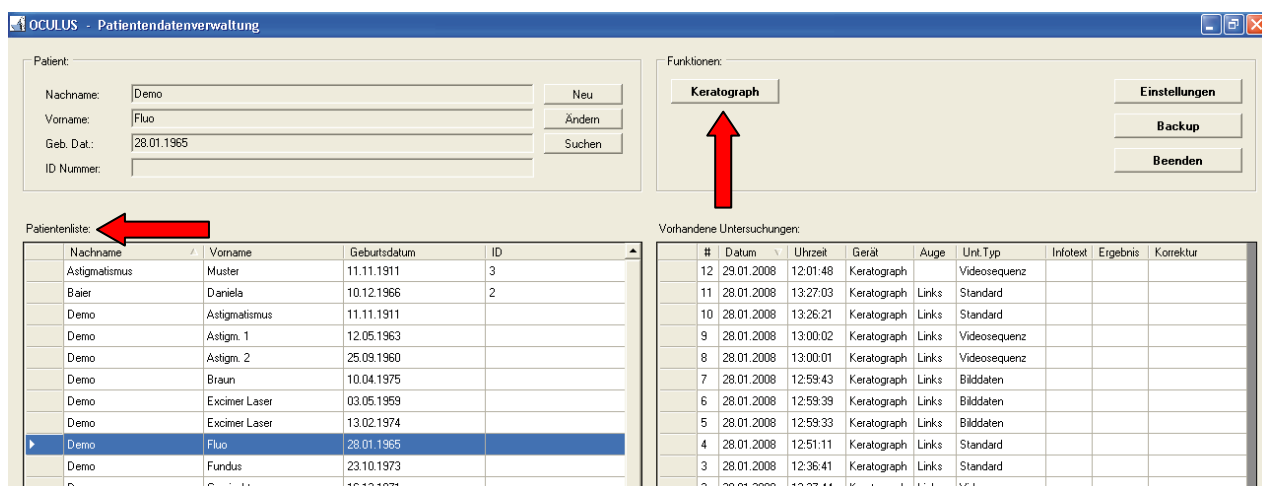 OCULUS - Patientendatenverwaltung
Patient:
Nachname: Demo Neu
Vorname: Fluo Ändern
Geb. Dat.: 28.01.1965 Suchen
ID Nummer:
Funktionen:
Keratograph Einstellungen
Backup
Beenden
Patientenliste:
Nachname Vorname Geburtsdatum ID
Astigmatismus Muster 11.11.1911 3
Baier Daniela 10.12.1966 2
Demo Astigmatismus 11.11.1911
Demo Astigm. 1 12.05.1963
Demo Astigm. 2 25.09.1960
Demo Braun 10.04.1975
Demo Excimer Laser 03.05.1959
Demo Excimer Laser 13.02.1974
Demo Fluo 28.01.1965
Demo Fundus 23.10.1973
Vorhandene Untersuchungen:
# Datum Uhrzeit Gerät Auge Unt.Typ Infotext Ergebnis Korrektur
12 29.01.2008 12:01:48 Keratograph Videosequenz
11 28.01.2008 13:27:03 Keratograph Links Standard
10 28.01.2008 13:26:21 Keratograph Links Standard
9 28.01.2008 13:00:02 Keratograph Links Videosequenz
8 28.01.2008 13:00:01 Keratograph Links Videosequenz
7 28.01.2008 12:59:43 Keratograph Links Bilddaten
6 28.01.2008 12:59:39 Keratograph Links Bilddaten
5 28.01.2008 12:59:33 Keratograph Links Bilddaten
4 28.01.2008 12:51:11 Keratograph Links Standard
3 28.01.2008 12:36:41 Keratograph Links Standard